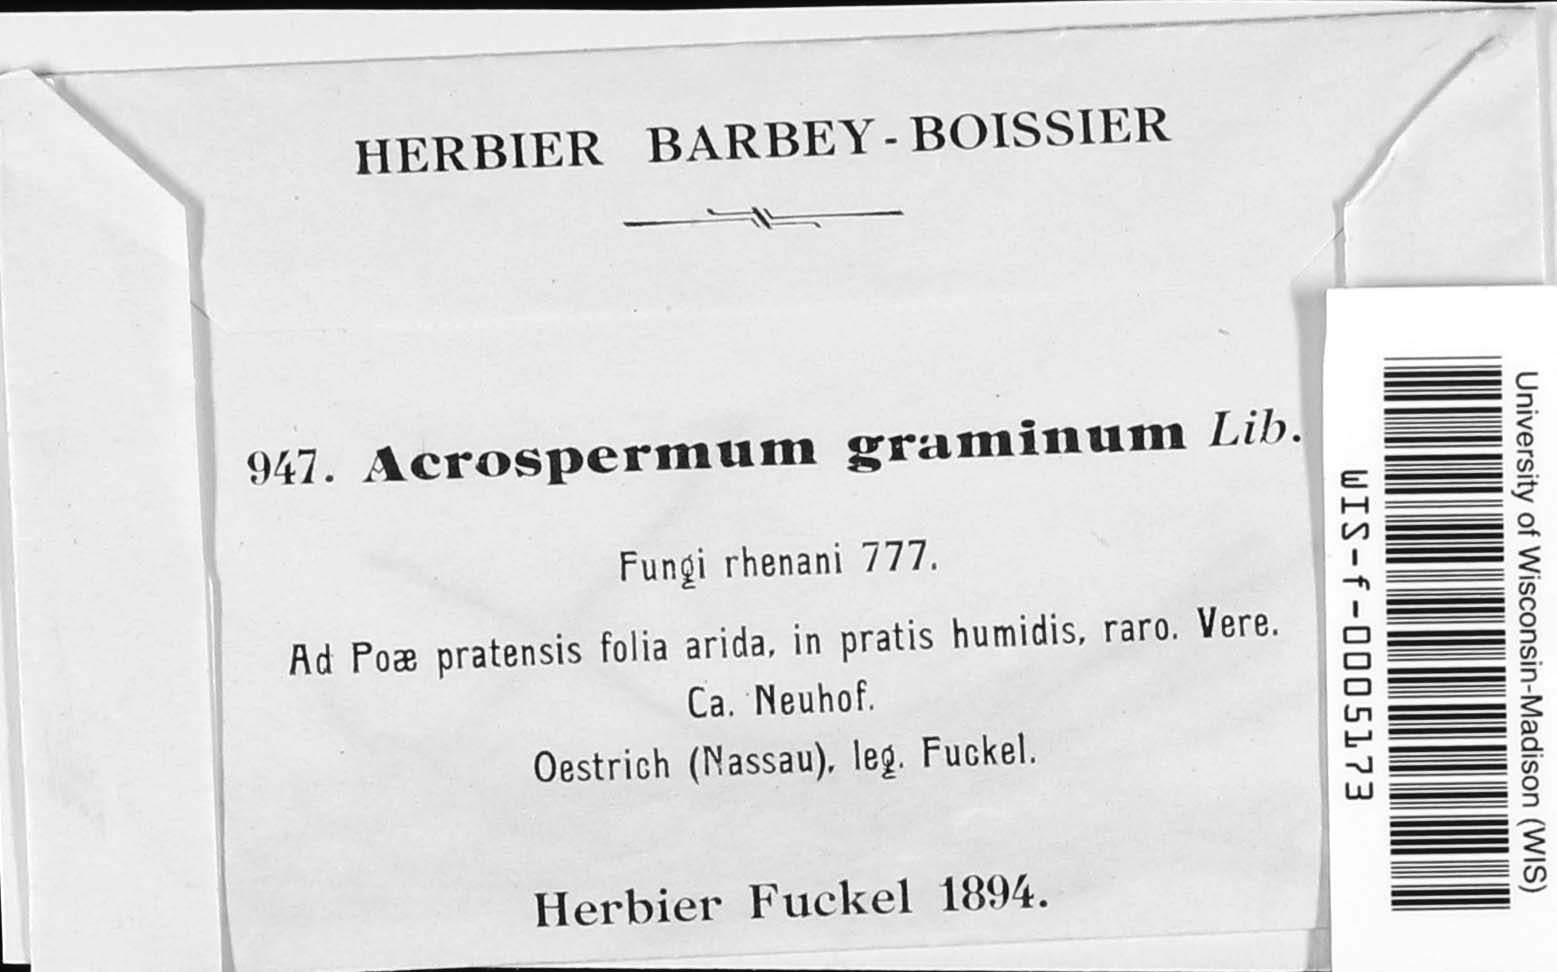 HERBIER BARBEY-BOISSIER
947. Acrospermum graminum Lib.
Fungi rhenani 777.
Ad Poæ pratensis folia arida, in pratis humidis, raro. Vere.
Ca. Neuhof.
Oestrich (Nassau), leg. Fuckel.
Herbier Fuckel 1894.
University of Wisconsin-Madison (WIS)
WIS-f-0005173